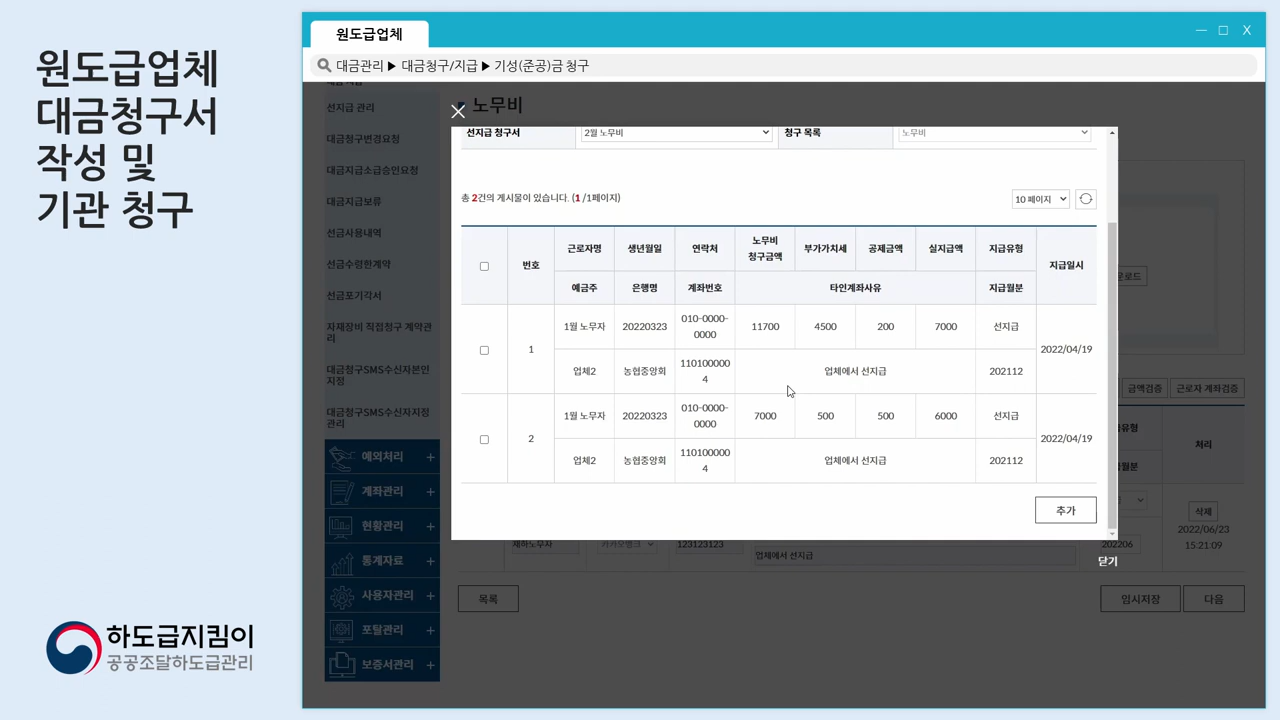 원도급업체
대금청구서
작성 및
기관 청구
하도급지킴이
공공조달하도급관리
원도급업체
대금관리 ▶ 대금청구/지급 ▶ 기성(준공)금 청구
선지급 관리
대금청구변경요청
대금지급소급승인요청
대금지급보류
선금사용내역
선금수령한계약
선금포기각서
자재장비 직접청구 계약관
리
대금청구SMS수신자본인
지정
대금청구SMS수신자지정
관리
예외처리 +
계좌관리 +
현황관리 +
통계자료 +
사용자관리 +
포탈관리 +
보증서관리 +
노무비
선지급 청구서 2월 노무비 청구 목록 노무비
총 2건의 게시물이 있습니다. (1 /1페이지)
10 페이지
번호 근로자명 생년월일 연락처 노무비 청구금액 부가가치세 공제금액 실지급액 지급유형 지급일시
예금주 은행명 계좌번호 타인계좌사유 지급월분
1 1월 노무자 20220323 010-0000-0000 11700 4500 200 7000 선지급 2022/04/19
업체2 농협중앙회 1101000004 업체에서 선지급 202112
2 1월 노무자 20220323 010-0000-0000 7000 500 500 6000 선지급 2022/04/19
업체2 농협중앙회 1101000004 업체에서 선지급 202112
추가
닫기
금액검증 근로자 계좌검증
처리
삭제
2022/06/23
15:21:09
카카오뱅크 123123123 업체에서 선지급 202206
목록 임시저장 다음